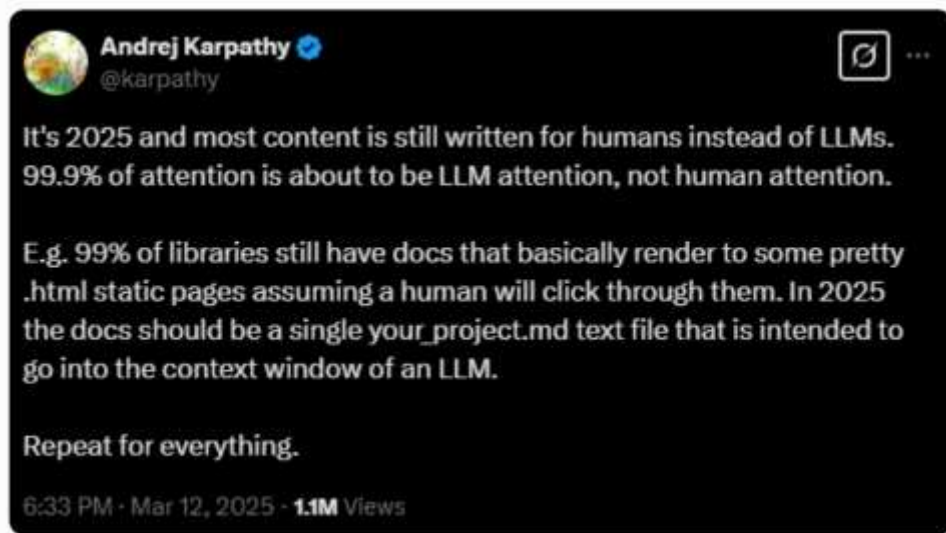 Andrej Karpathy
@karpathy
It's 2025 and most content is still written for humans instead of LLMs.
99.9% of attention is about to be LLM attention, not human attention.
E.g. 99% of libraries still have docs that basically render to some pretty
.html static pages assuming a human will click through them. In 2025
the docs should be a single your_project.md text file that is intended to
go into the context window of an LLM.
Repeat for everything.
6:33 PM · Mar 12, 2025 · 1.1M Views